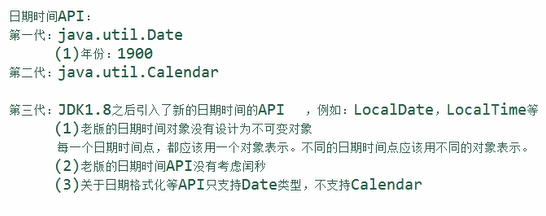 日期时间API：
第一代：java.util.Date
（1）年份：1900
第二代：java.util.Calendar
第三代：JDK1.8之后引入了新的日期时间的API ，例如：LocalDate，LocalTime等
（1）老版的日期时间对象没有设计为不可变对象
每一个日期时间点，都应该用一个对象表示。不同的日期时间点应该用不同的对象表示。
（2）老版的日期时间API没有考虑闰秒
（3）关于日期格式化等API只支持Date类型，不支持Calendar